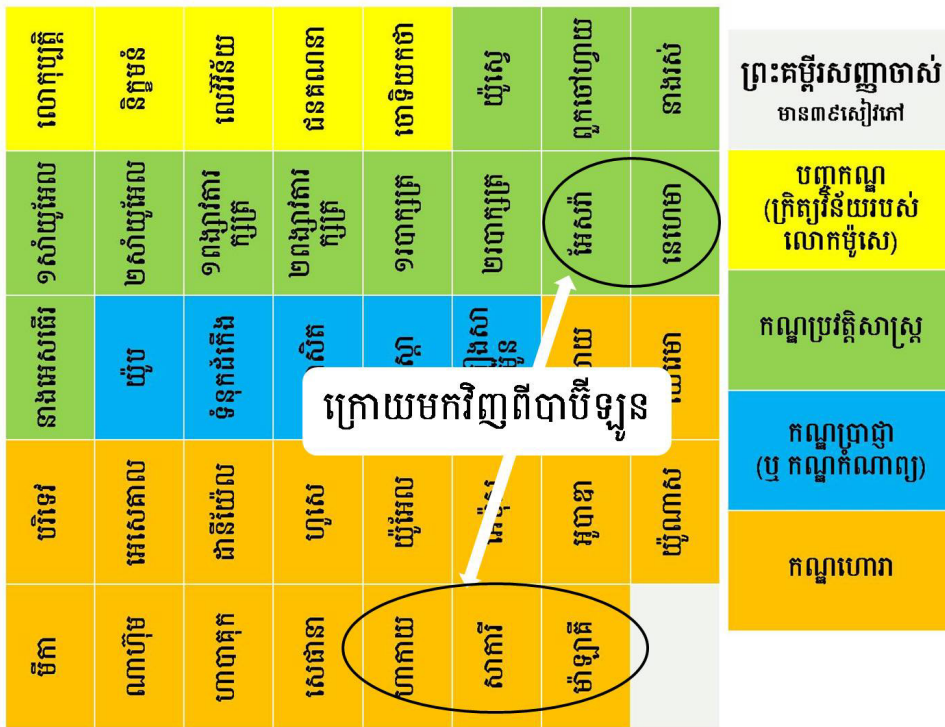 លោកុប្បត្តិ
និក្ខមនំ
លេវីវិន័យ
ជនគណនា
ចោទិយកថា
យ៉ូស្វេ
ពួកចៅហ្វាយ
នាងរស់
១សាំយូអែល
២សាំយូអែល
១ពង្សាវតារ
ក្សត្រ
២ពង្សាវតារ
ក្សត្រ
១របាក្សត្រ
២របាក្សត្រ
អែសរ៉ា
នេហេមា
នាងអេសធើរ
យ៉ូប
ទំនុកដំកើង
យេរមា
ក្រោយមកវិញពីបាប៊ីឡូន
បរិទេវ
អេសេគាល
ដានីយ៉ែល
ហូសេ
យ៉ូអែល
អូបាឌា
យ៉ូណាស
មីកា
ណាហ៊ុម
ហាបាគុក
សេផានា
ហាកាយ
សាការី
ម៉ាឡាគី
ព្រះគម្ពីរសញ្ញាចាស់
មាន៣៩សៀវភៅ
បញ្ចកណ្ឌ
(ក្រិត្យវិន័យរបស់
លោកម៉ូសេ)
កណ្ឌប្រវត្តិសាស្ត្រ
កណ្ឌប្រាជ្ញា
(ឬ កណ្ឌកំណាព្យ)
កណ្ឌហោរា